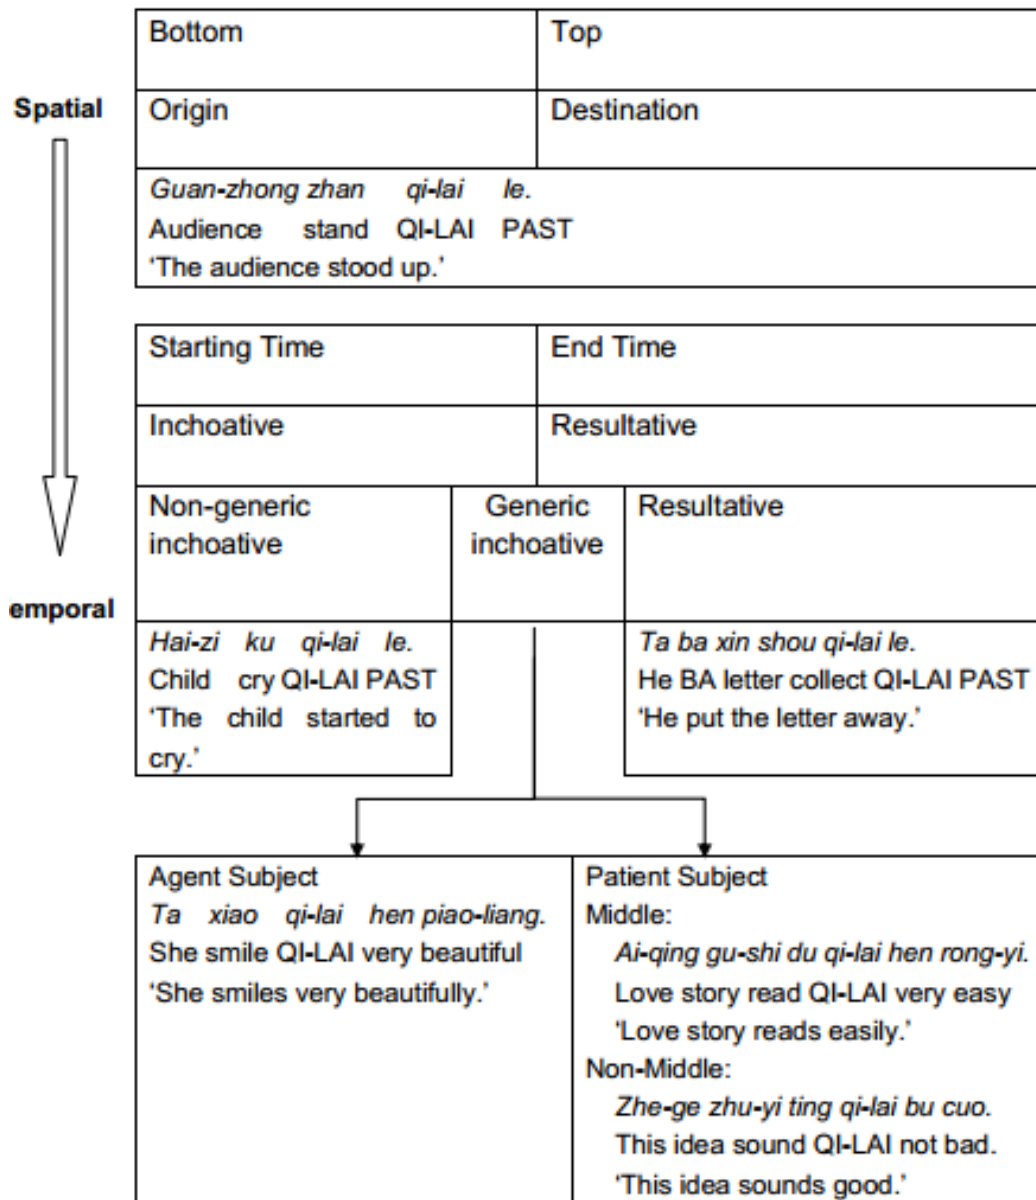 Bottom
Top
Spatial
Origin
Destination
Guan-zhong zhan qi-lai le.
Audience stand QI-LAI PAST
‘The audience stood up.’
Starting Time
End Time
Inchoative
Resultative
Non-generic
inchoative
Generic
inchoative
Resultative
emporal
Hai-zi ku qi-lai le.
Child cry QI-LAI PAST
‘The child started to
cry.’
Ta ba xin shou qi-lai le.
He BA letter collect QI-LAI PAST
‘He put the letter away.’
Agent Subject
Ta xiao qi-lai hen piao-liang.
She smile QI-LAI very beautiful
‘She smiles very beautifully.’
Patient Subject
Middle:
Ai-qing gu-shi du qi-lai hen rong-yi.
Love story read QI-LAI very easy
‘Love story reads easily.’
Non-Middle:
Zhe-ge zhu-yi ting qi-lai bu cuo.
This idea sound QI-LAI not bad.
‘This idea sounds good.’